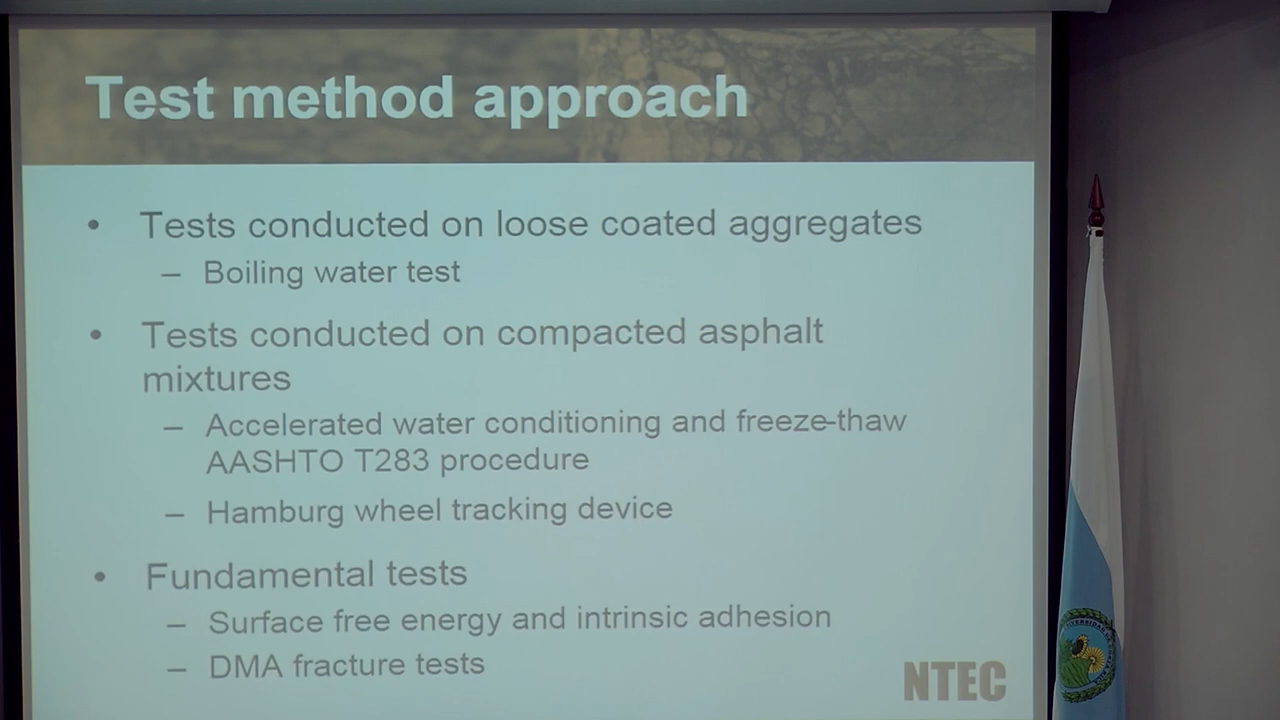 Test method approach
• Tests conducted on loose coated aggregates
– Boiling water test
• Tests conducted on compacted asphalt
mixtures
– Accelerated water conditioning and freeze-thaw
AASHTO T283 procedure
– Hamburg wheel tracking device
• Fundamental tests
– Surface free energy and intrinsic adhesion
– DMA fracture tests
NTEC